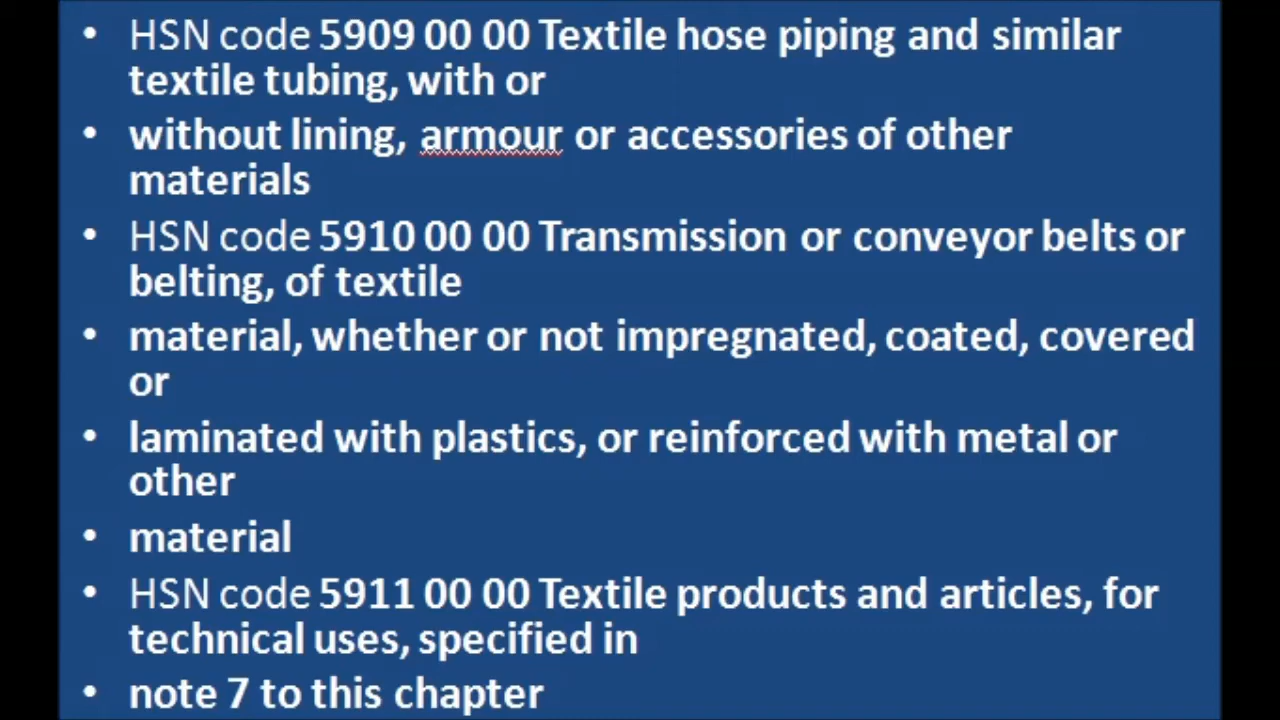 • HSN code 5909 00 00 Textile hose piping and similar
textile tubing, with or
• without lining, armour or accessories of other
materials
• HSN code 5910 00 00 Transmission or conveyor belts or
belting, of textile
• material, whether or not impregnated, coated, covered
or
• laminated with plastics, or reinforced with metal or
other
• material
• HSN code 5911 00 00 Textile products and articles, for
technical uses, specified in
• note 7 to this chapter